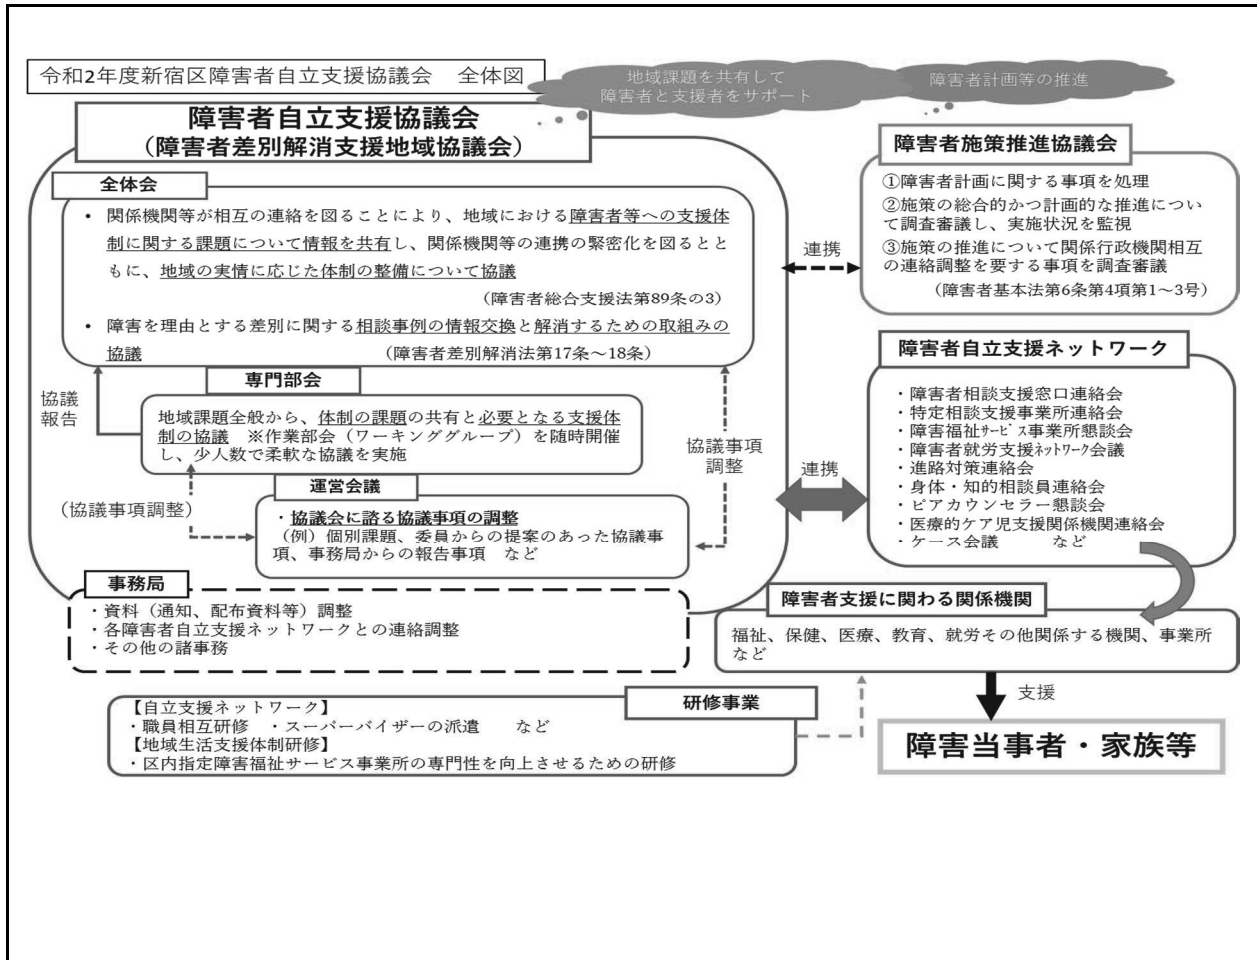 令和2年度新宿区障害者自立支援協議会　全体図
地域課題を共有して
障害者と支援者をサポート
障害者計画等の推進
障害者自立支援協議会
（障害者差別解消支援地域協議会）
全体会
・ 関係機関等が相互の連絡を図ることにより、地域における障害者等への支援体
制に関する課題について情報を共有し、関係機関等の連携の緊密化を図るとと
もに、地域の実情に応じた体制の整備について協議
（障害者総合支援法第89条の3）
・ 障害を理由とする差別に関する相談事例の情報交換と解消するための取組みの
協議　（障害者差別解消法第17条～18条）
協議
報告
専門部会
地域課題全般から、体制の課題の共有と必要となる支援体
制の協議　※作業部会（ワーキンググループ）を随時開催
し、少人数で柔軟な協議を実施
（協議事項調整）
運営会議
・協議会に諮る協議事項の調整
（例）個別課題、委員からの提案のあった協議事
項、事務局からの報告事項　など
協議事項
調整
事務局
・資料（通知、配布資料等）調整
・各障害者自立支援ネットワークとの連絡調整
・その他の諸事務
連携
障害者施策推進協議会
①障害者計画に関する事項を処理
②施策の総合的かつ計画的な推進につい
て調査審議し、実施状況を監視
③施策の推進について関係行政機関相互
の連絡調整を要する事項を調査審議
（障害者基本法第6条第4項第1～3号）
連携
障害者自立支援ネットワーク
・障害者相談支援窓口連絡会
・特定相談支援事業所連絡会
・障害福祉ｻｰﾋﾞｽ事業所懇談会
・障害者就労支援ﾈｯﾄﾜｰｸ会議
・進路対策連絡会
・身体・知的相談員連絡会
・ピアカウンセラー懇談会
・医療的ケア児支援関係機関連絡会
・ケース会議　　など
障害者支援に関わる関係機関
福祉、保健、医療、教育、就労その他関係する機関、事業所
など
支援
障害当事者・家族等
研修事業
【自立支援ネットワーク】
・職員相互研修　・スーパーバイザーの派遣　　など
【地域生活支援体制研修】
・区内指定障害福祉サービス事業所の専門性を向上させるための研修